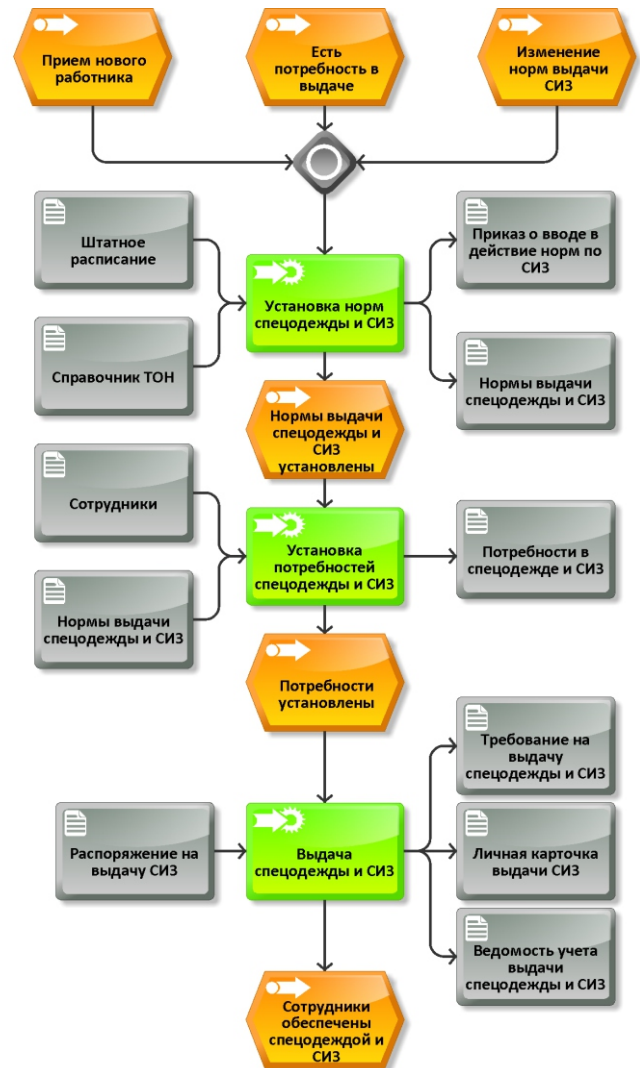 Прием нового
работника
Есть
потребность в
выдаче
Изменение
норм выдачи
СИЗ
Штатное
расписание
Приказ о вводе в
действие норм по
СИЗ
Установка норм
спецодежды и СИЗ
Справочник ТОН
Нормы выдачи
спецодежды и СИЗ
Нормы выдачи
спецодежды и
СИЗ
установлены
Сотрудники
Установка
потребностей
спецодежды и СИЗ
Потребности в
спецодежде и СИЗ
Нормы выдачи
спецодежды и СИЗ
Потребности
установлены
Требование на
выдачу
спецодежды и СИЗ
Распоряжение на
выдачу СИЗ
Выдача
спецодежды и СИЗ
Личная карточка
выдачи СИЗ
Ведомость учета
выдачи
спецодежды и СИЗ
Сотрудники
обеспечены
спецодеждой и
СИЗ